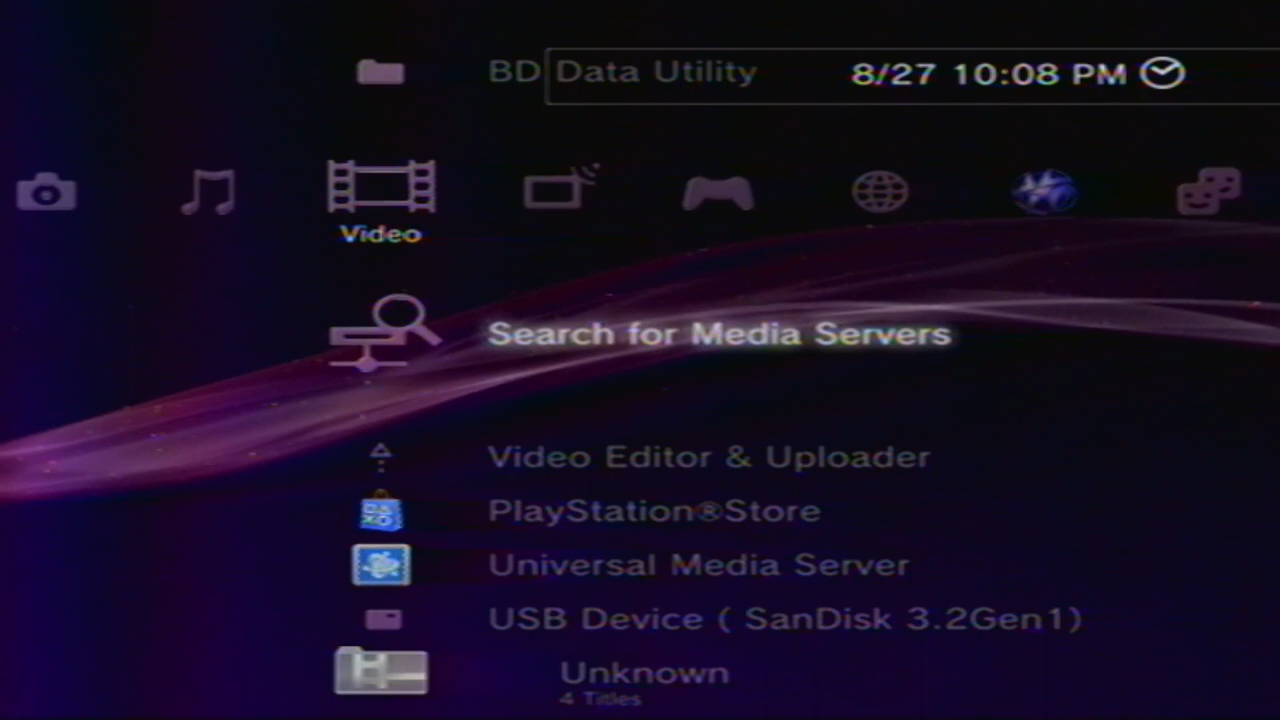 BD Data Utility
8/27 10:08 PM
Video
Search for Media Servers
Video Editor & Uploader
PlayStation®Store
Universal Media Server
USB Device ( SanDisk 3.2Gen1)
Unknown
4 Titles